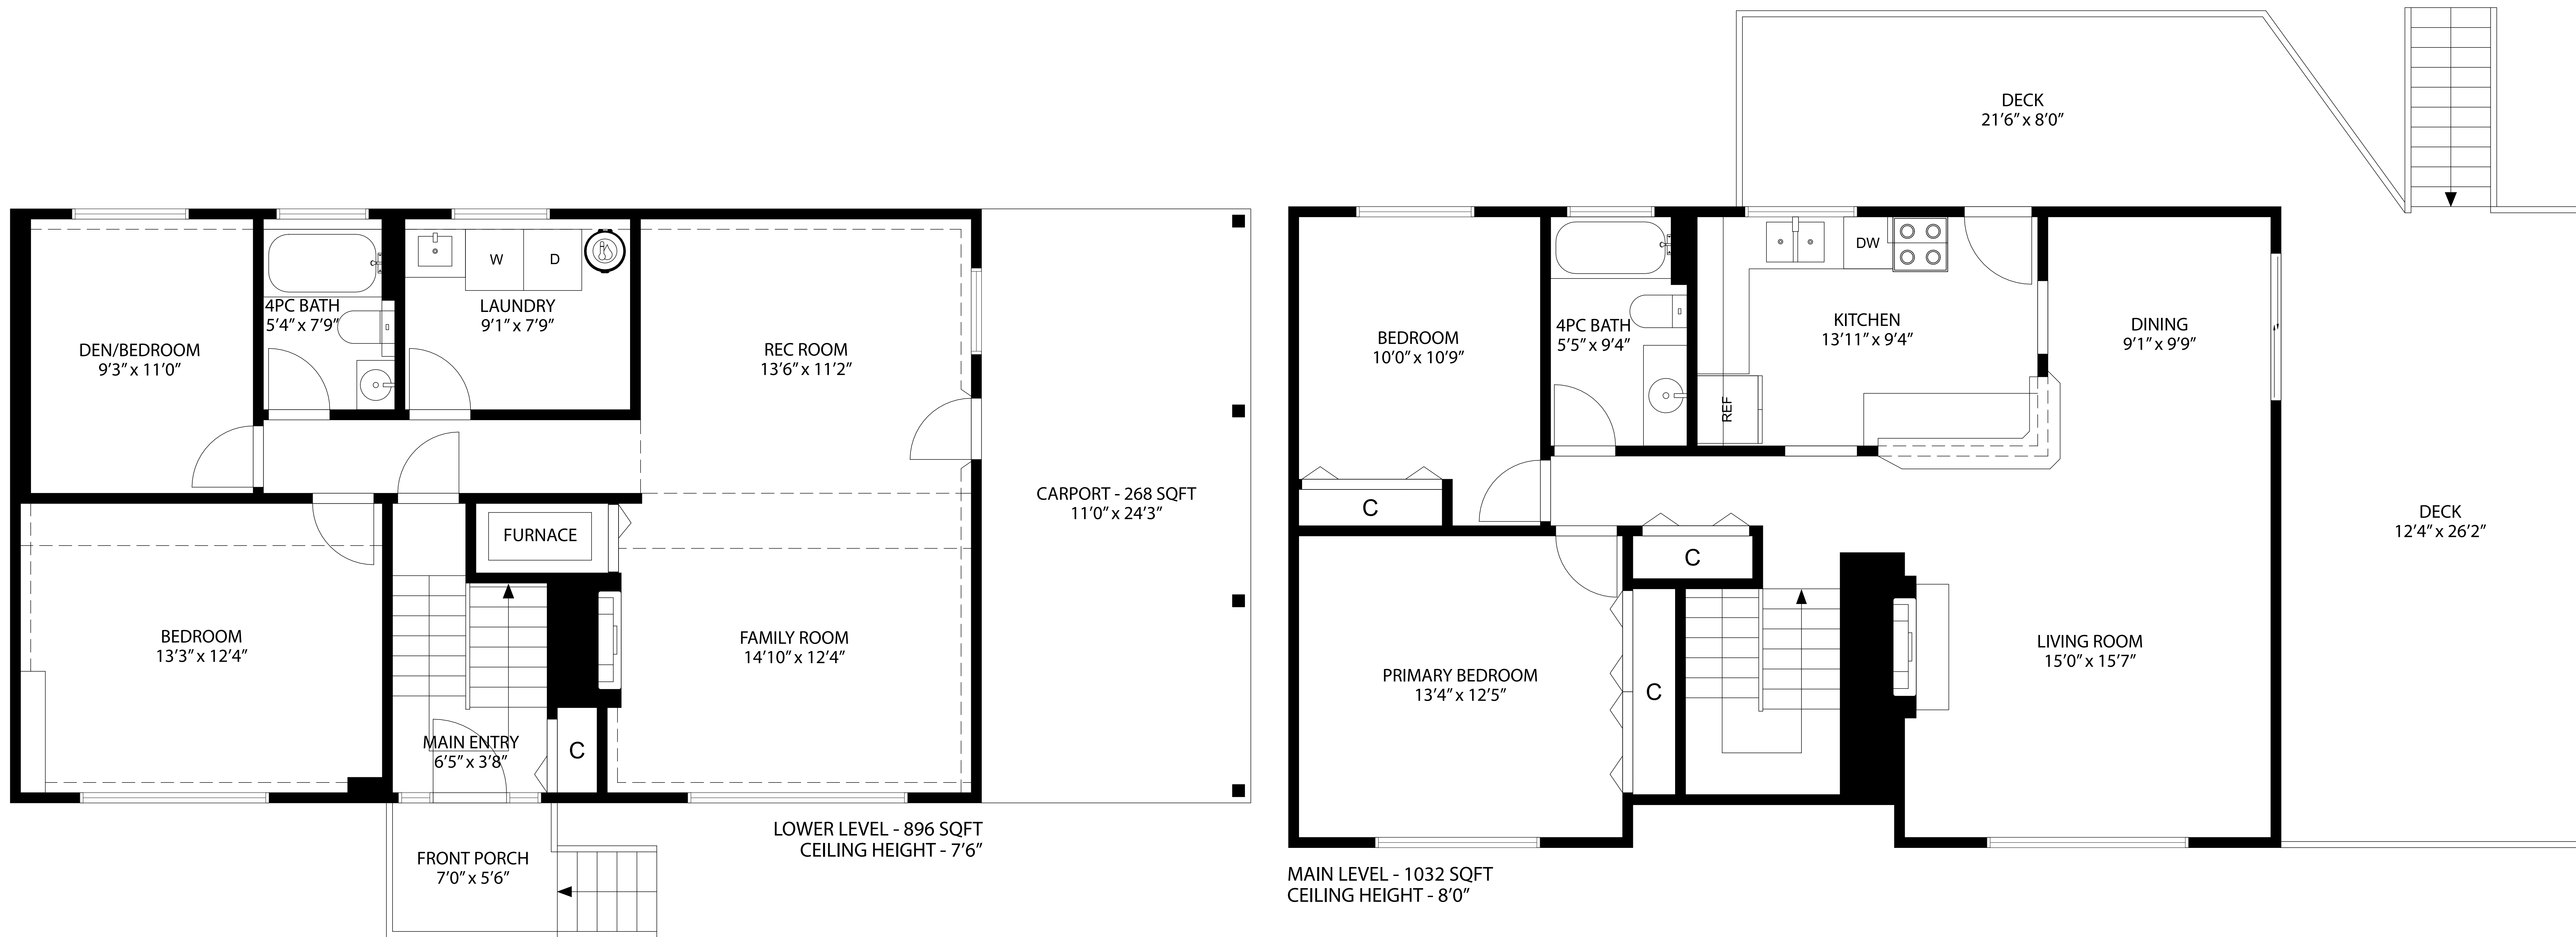 DEN/BEDROOM
9’3” x 11’0”
4PC BATH
5’4” x 7’9”
W
D
LAUNDRY
9’1” x 7’9”
REC ROOM
13’6” x 11’2”
CARPORT - 268 SQFT
11’0” x 24’3”
FURNACE
BEDROOM
13’3” x 12’4”
FAMILY ROOM
14’10” x 12’4”
MAIN ENTRY
6’5” x 3’8”
C
FRONT PORCH
7’0” x 5’6”
LOWER LEVEL - 896 SQFT
CEILING HEIGHT - 7’6”
DECK
21’6” x 8’0”
BEDROOM
10’0” x 10’9”
C
4PC BATH
5’5” x 9’4”
DW
KITCHEN
13’11” x 9’4”
REF
DINING
9’1” x 9’9”
DECK
12’4” x 26’2”
C
PRIMARY BEDROOM
13’4” x 12’5”
C
LIVING ROOM
15’0” x 15’7”
MAIN LEVEL - 1032 SQFT
CEILING HEIGHT - 8’0”